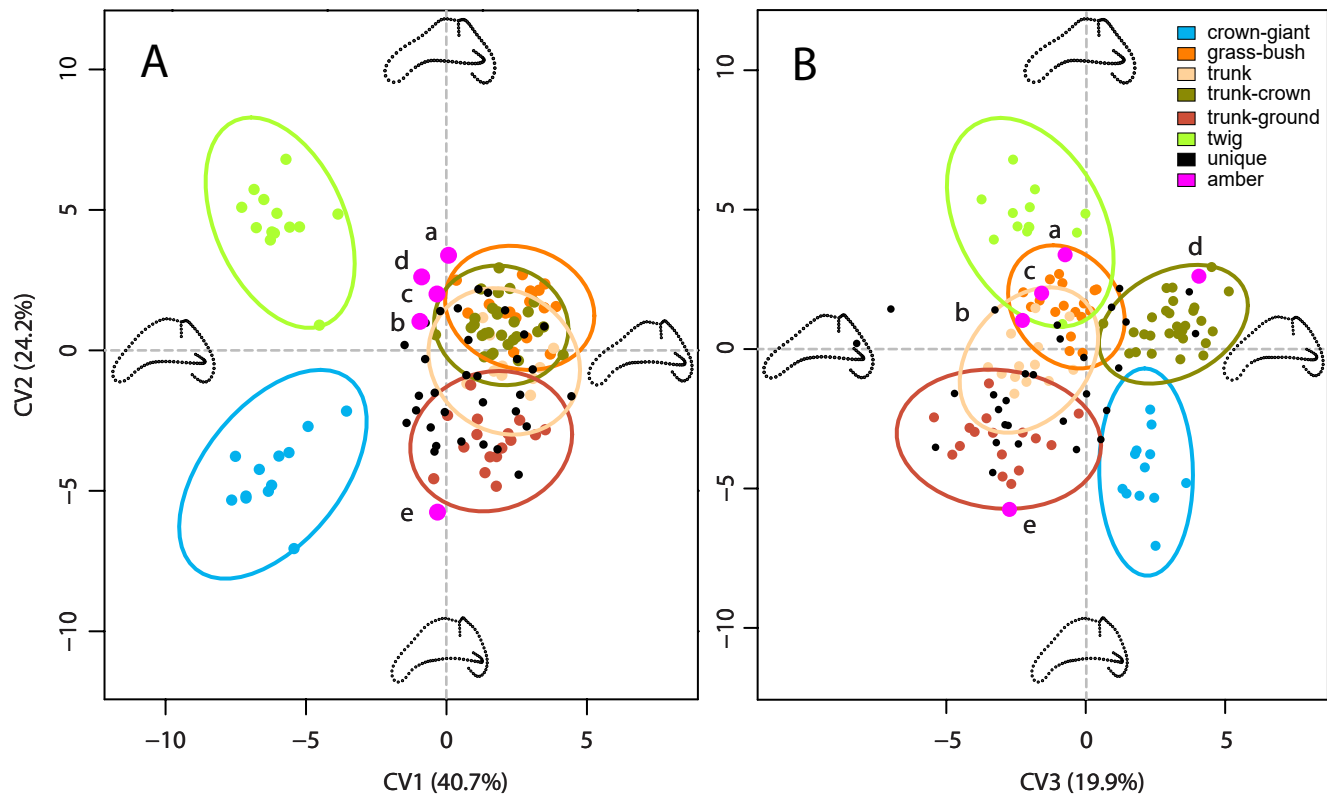 A
B
crown-giant
grass-bush
trunk
trunk-crown
trunk-ground
twig
unique
amber
10
5
0
−5
−10
CV2 (24.2%)
a
d
c
b
e
−10
−5
0
5
CV1 (40.7%)
10
5
0
−5
−10
a
d
c
b
e
−5
0
5
CV3 (19.9%)